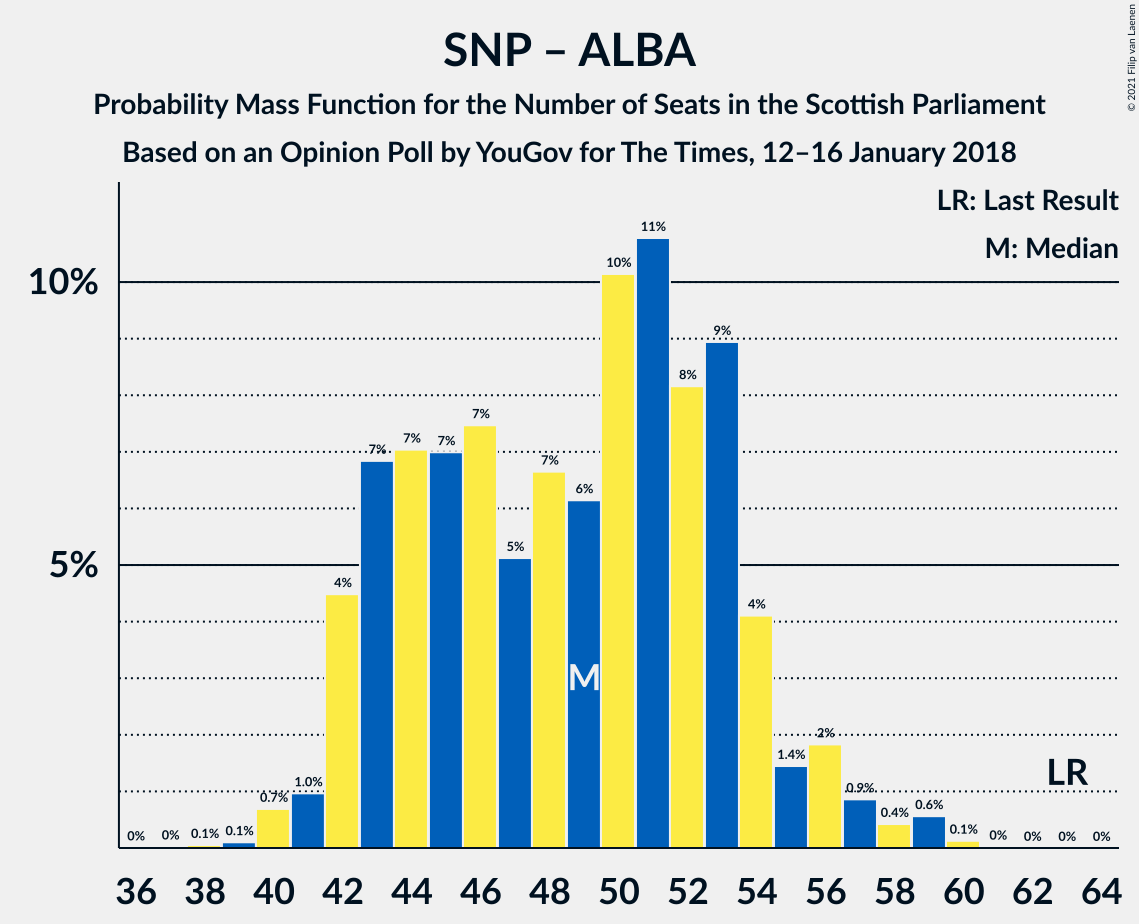 SNP – ALBA
Probability Mass Function for the Number of Seats in the Scottish Parliament
Based on an Opinion Poll by YouGov for The Times, 12–16 January 2018
© 2021 Filip van Laenen
LR: Last Result
M: Median
10%
5%
0% 0% 0.1% 0.1% 0.7% 1.0% 4% 7% 7% 7% 7% 5% 7% 6% 10% 11% 8% 9% 4% 1.4% 2% 0.9% 0.4% 0.6% 0.1% 0% 0% 0% 0%
M
LR
36 38 40 42 44 46 48 50 52 54 56 58 60 62 64